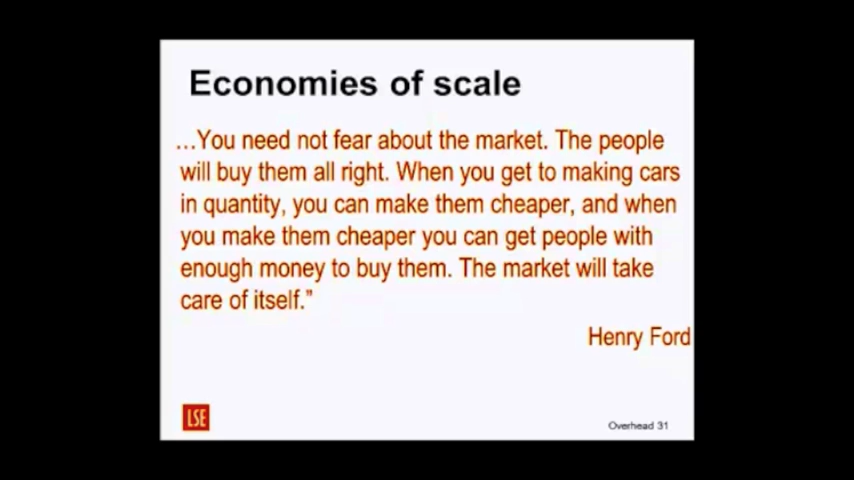 Economies of scale
…You need not fear about the market. The people
will buy them all right. When you get to making cars
in quantity, you can make them cheaper, and when
you make them cheaper you can get people with
enough money to buy them. The market will take
care of itself.”
Henry Ford
LSE
Overhead 31